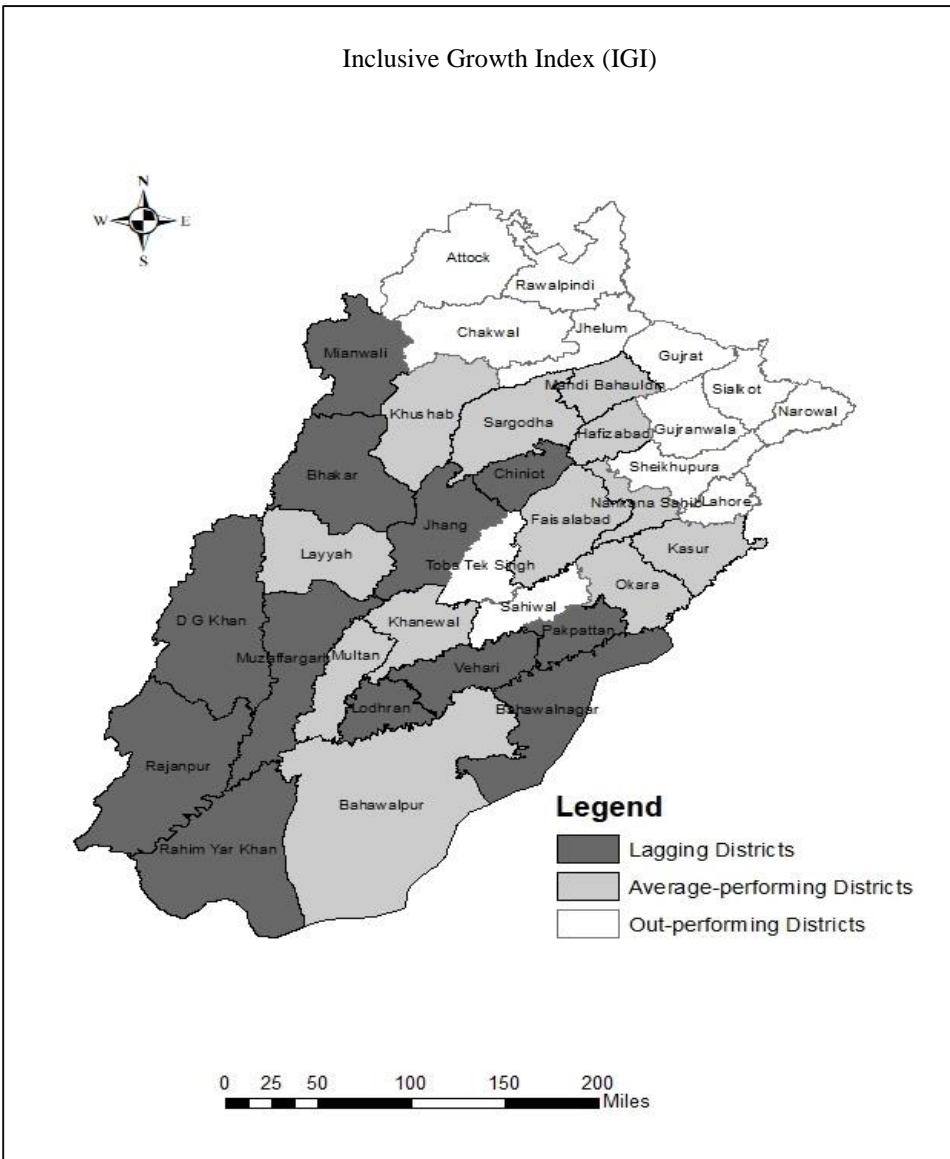 Inclusive Growth Index (IGI)
N
W
E
S
Attock
Rawalpindi
Chakwal
Jhelum
Mianwali
Gujrat
Mandi Bahauldin
Sialkot
Khushab
Narowal
Sargodha
Gujranwala
Hafizabad
Sheikhupura
Bhakar
Chiniot
Nankana Sahib
Lahore
Jhang
Faisalabad
Layyah
Kasur
Toba Tek Singh
Okara
Sahiwal
D G Khan
Khanewal
Pakpattan
Muzaffargarh
Multan
Vehari
Lodhran
Bahawalnagar
Rajanpur
Bahawalpur
Rahim Yar Khan
Legend
Lagging Districts
Average-performing Districts
Out-performing Districts
0 25 50 100 150 200
Miles